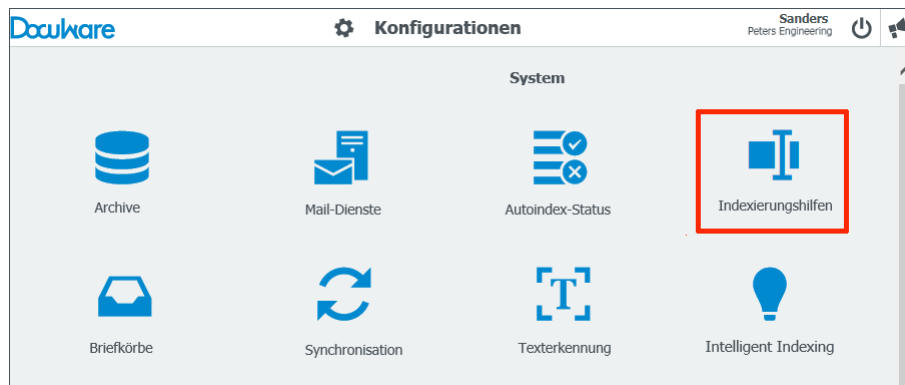 DocuWare
Konfigurationen
Sanders
Peters Engineering
System
Archive
Mail-Dienste
Autoindex-Status
Indexierungshilfen
T
Briefkörbe
Synchronisation
Texterkennung
Intelligent Indexing